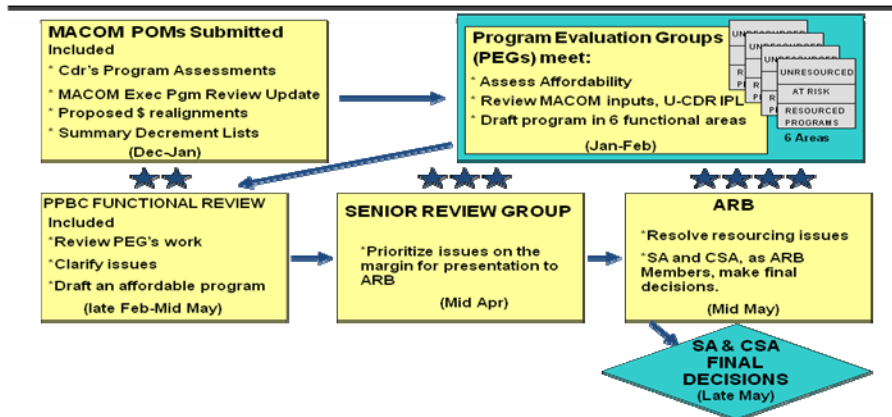 MACOM POMs Submitted
Included
* Cdr's Program Assessments
* MACOM Exec Pgm Review Update
* Proposed $ realignments
* Summary Decrement Lists
(Dec-Jan)
Program Evaluation Groups
(PEGs) meet:
* Assess Affordability
* Review MACOM inputs, U-CDR IPL
* Draft program in 6 functional areas
(Jan-Feb)
UNRESOURCED
UNRESOURCED
AT RISK
RESOURCED
PROGRAMS
6 Areas
PPBC FUNCTIONAL REVIEW
Included
*Review PEG's work
*Clarify issues
*Draft an affordable program
(late Feb-Mid May)
SENIOR REVIEW GROUP
*Prioritize issues on the
margin for presentation to
ARB
(Mid Apr)
ARB
*Resolve resourcing issues
*SA and CSA, as ARB
Members, make final
decisions.
(Mid May)
SA & CSA
FINAL
DECISIONS
(Late May)